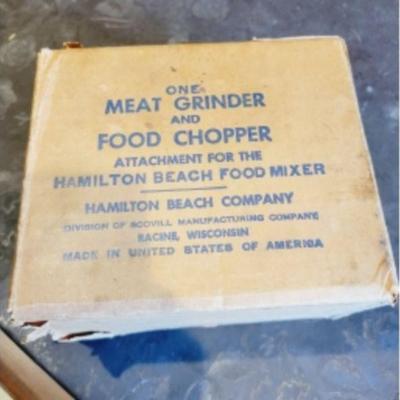 ONE
MEAT GRINDER
AND
FOOD CHOPPER
ATTACHMENT FOR THE
HAMILTON BEACH FOOD MIXER
HAMILTON BEACH COMPANY
DIVISION OF SCOVILL MANUFACTURING COMPANY
RACINE, WISCONSIN
MADE IN UNITED STATES OF AMERICA